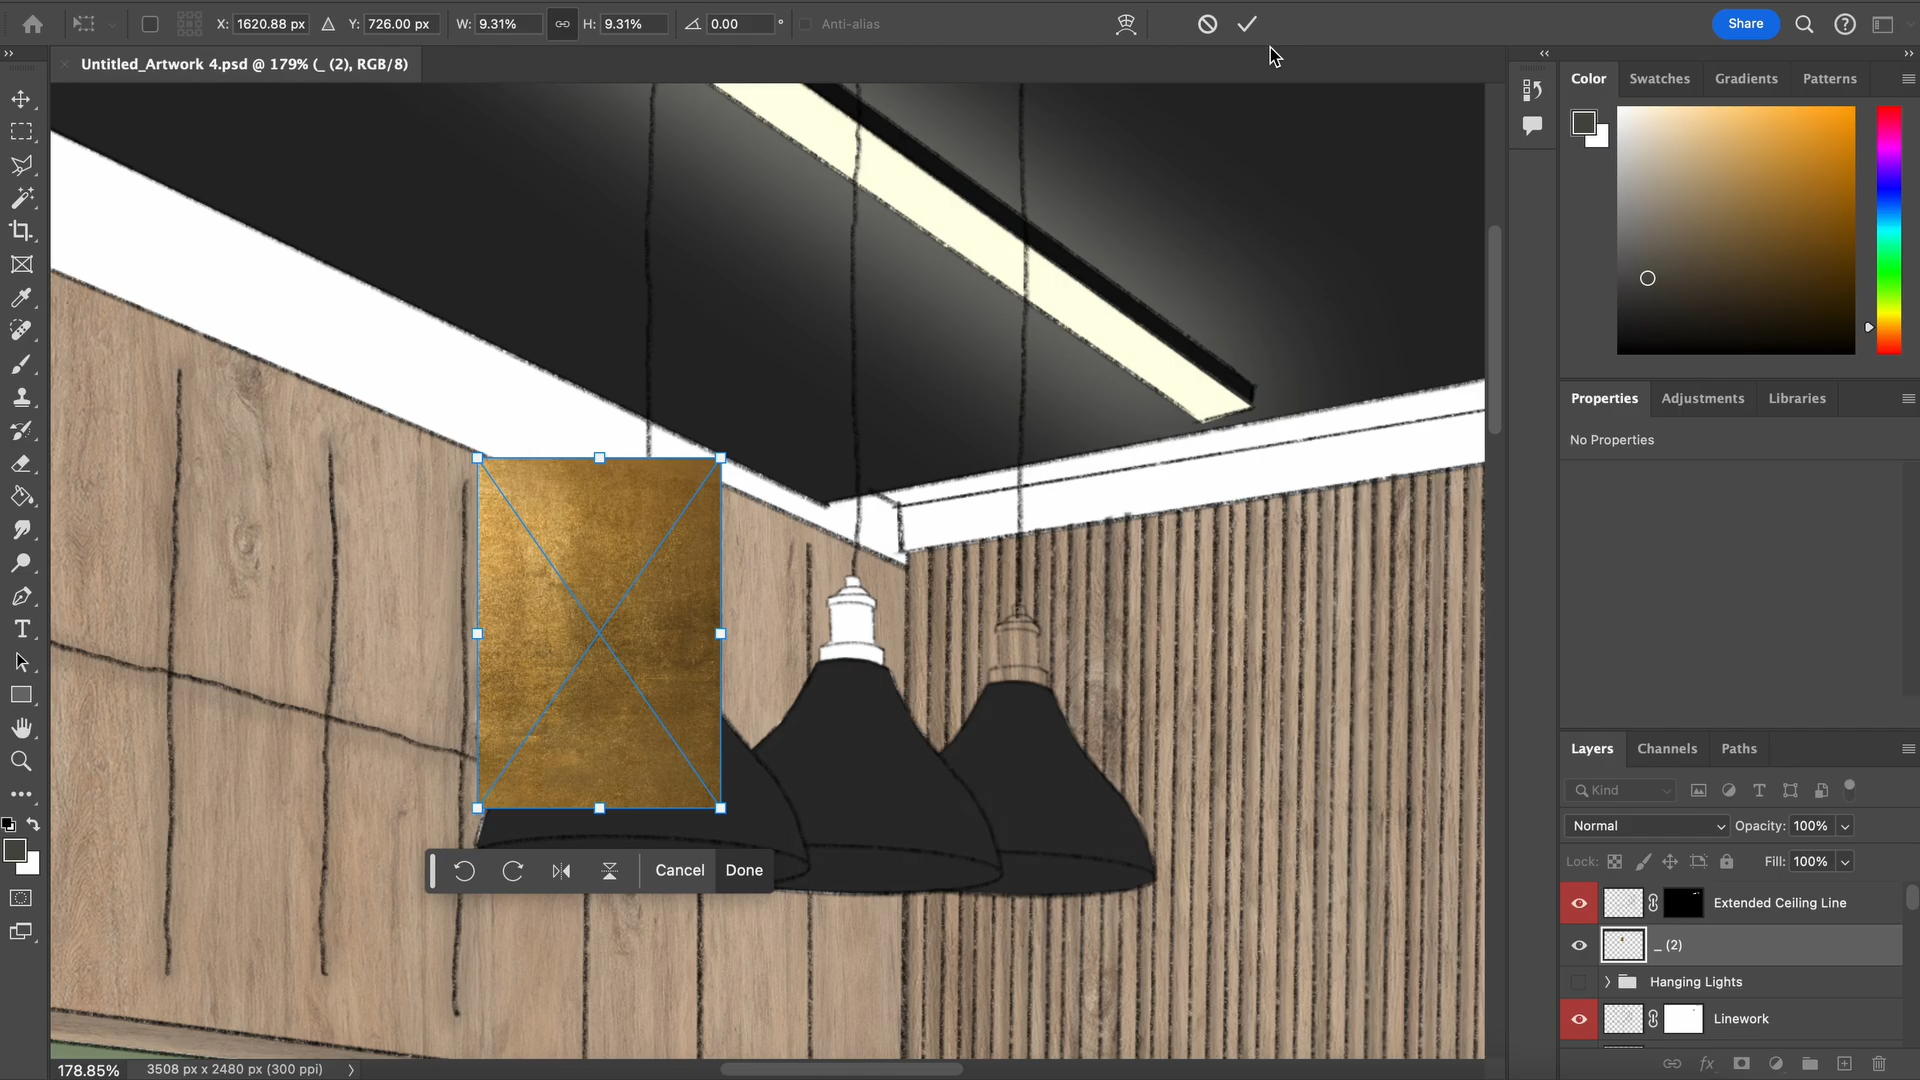 X: 1620.88 px
Y: 726.00 px
W: 9.31%
H: 9.31%
0.00 °
Anti-alias
Share
Untitled_Artwork 4.psd @ 179% (_ (2), RGB/8)
Color
Swatches
Gradients
Patterns
Properties
Adjustments
Libraries
No Properties
Cancel
Done
Layers
Channels
Paths
Kind
Normal
Opacity: 100%
Lock:
Fill: 100%
Extended Ceiling Line
_ (2)
Hanging Lights
Linework
fx
178.85%
3508 px x 2480 px (300 ppi)